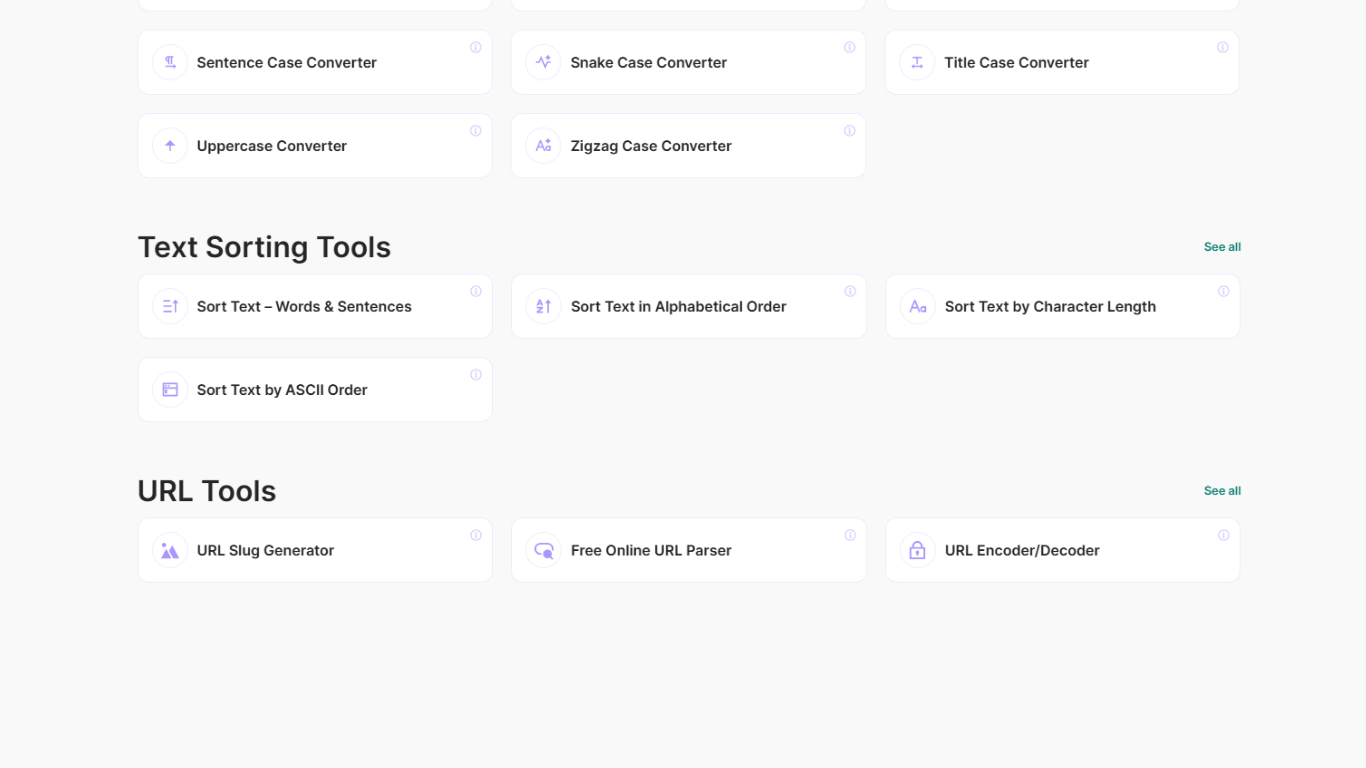 Sentence Case Converter
Snake Case Converter
Title Case Converter
Uppercase Converter
Zigzag Case Converter
Text Sorting Tools
See all
Sort Text – Words & Sentences
Sort Text in Alphabetical Order
Sort Text by Character Length
Sort Text by ASCII Order
URL Tools
See all
URL Slug Generator
Free Online URL Parser
URL Encoder/Decoder